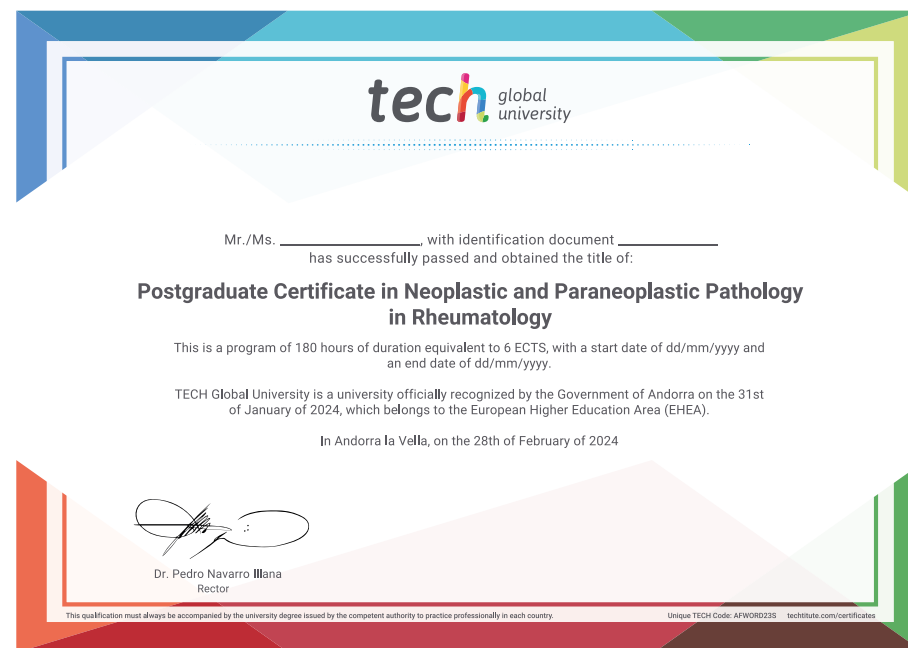 tech global university
Mr./Ms. ____________, with identification document ____________
has successfully passed and obtained the title of:
Postgraduate Certificate in Neoplastic and Paraneoplastic Pathology
in Rheumatology
This is a program of 180 hours of duration equivalent to 6 ECTS, with a start date of dd/mm/yyyy and
an end date of dd/mm/yyyy.
TECH Global University is a university officially recognized by the Government of Andorra on the 31st
of January of 2024, which belongs to the European Higher Education Area (EHEA).
In Andorra la Vella, on the 28th of February of 2024
Dr. Pedro Navarro Illana
Rector
This qualification must always be accompanied by the university degree issued by the competent authority to practice professionally in each country.
Unique TECH Code: AFWORD23S techtitute.com/certificates